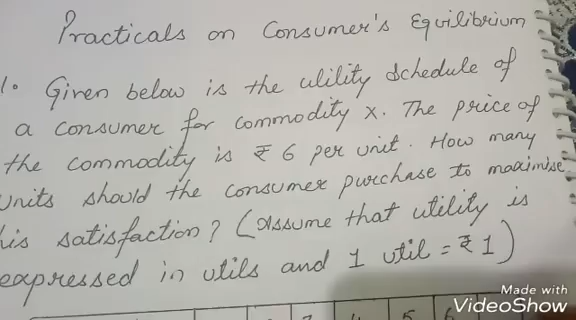 Practicals on Consumer's Equilibrium
1. Given below is the utility Schedule of
a consumer for commodity x. The price of
the commodity is ₹ 6 per unit. How many
units should the consumer purchase to maximise
his satisfaction? (Assume that utility is
expressed in utils and 1 util = ₹1)
5 6
Made with
VideoShow